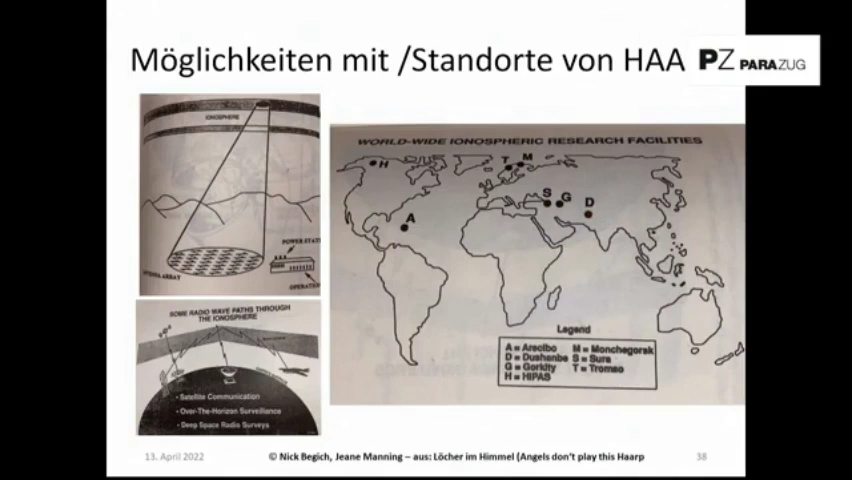 Möglichkeiten mit /Standorte von HAA
PZ PARAZUG
IONOSPHERE
POWER STATI
ARRAY
OPERATION
SOME RADIO WAVE PATHS THROUGH
THE IONOSPHERE
• Satellite Communication
• Over-The-Horizon Surveillance
• Deep Space Radio Surveys
WORLD-WIDE IONOSPHERIC RESEARCH FACILITIES
H
T M
S G D
A
Legend
A = Arecibo M = Monchegorsk
D = Dushanbe S = Sura
G = Gorkity T = Tromso
H = HIPAS
13. April 2022
© Nick Begich, Jeane Manning – aus: Löcher im Himmel (Angels don't play this Haarp
38